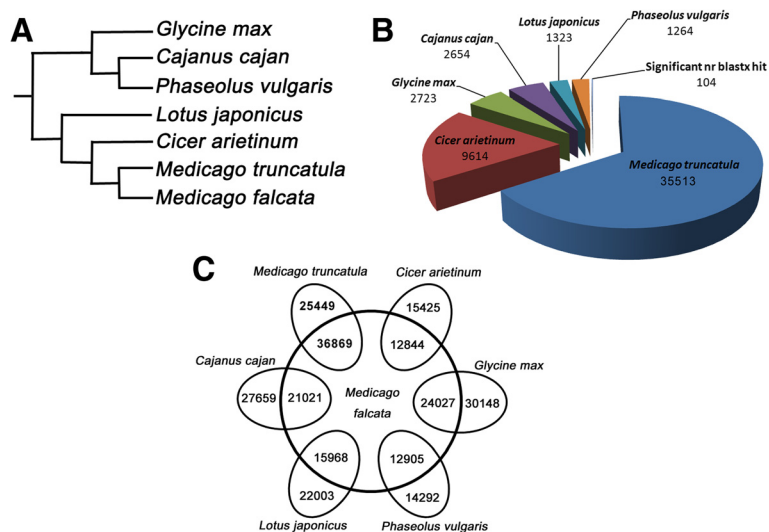 A
Glycine max
Cajanus cajan
Phaseolus vulgaris
Lotus japonicus
Cicer arietinum
Medicago truncatula
Medicago falcata
B
Phaseolus vulgaris
1264
Lotus japonicus
1323
Cajanus cajan
2654
Significant nr blastx hit
104
Glycine max
2723
Cicer arietinum
9614
Medicago truncatula
35513
C
Medicago truncatula
25449
36869
Cicer arietinum
15425
12844
Cajanus cajan
27659 21021
Medicago
falcata
Glycine max
24027 30148
15968
22003
Lotus japonicus
12905
14292
Phaseolus vulgaris